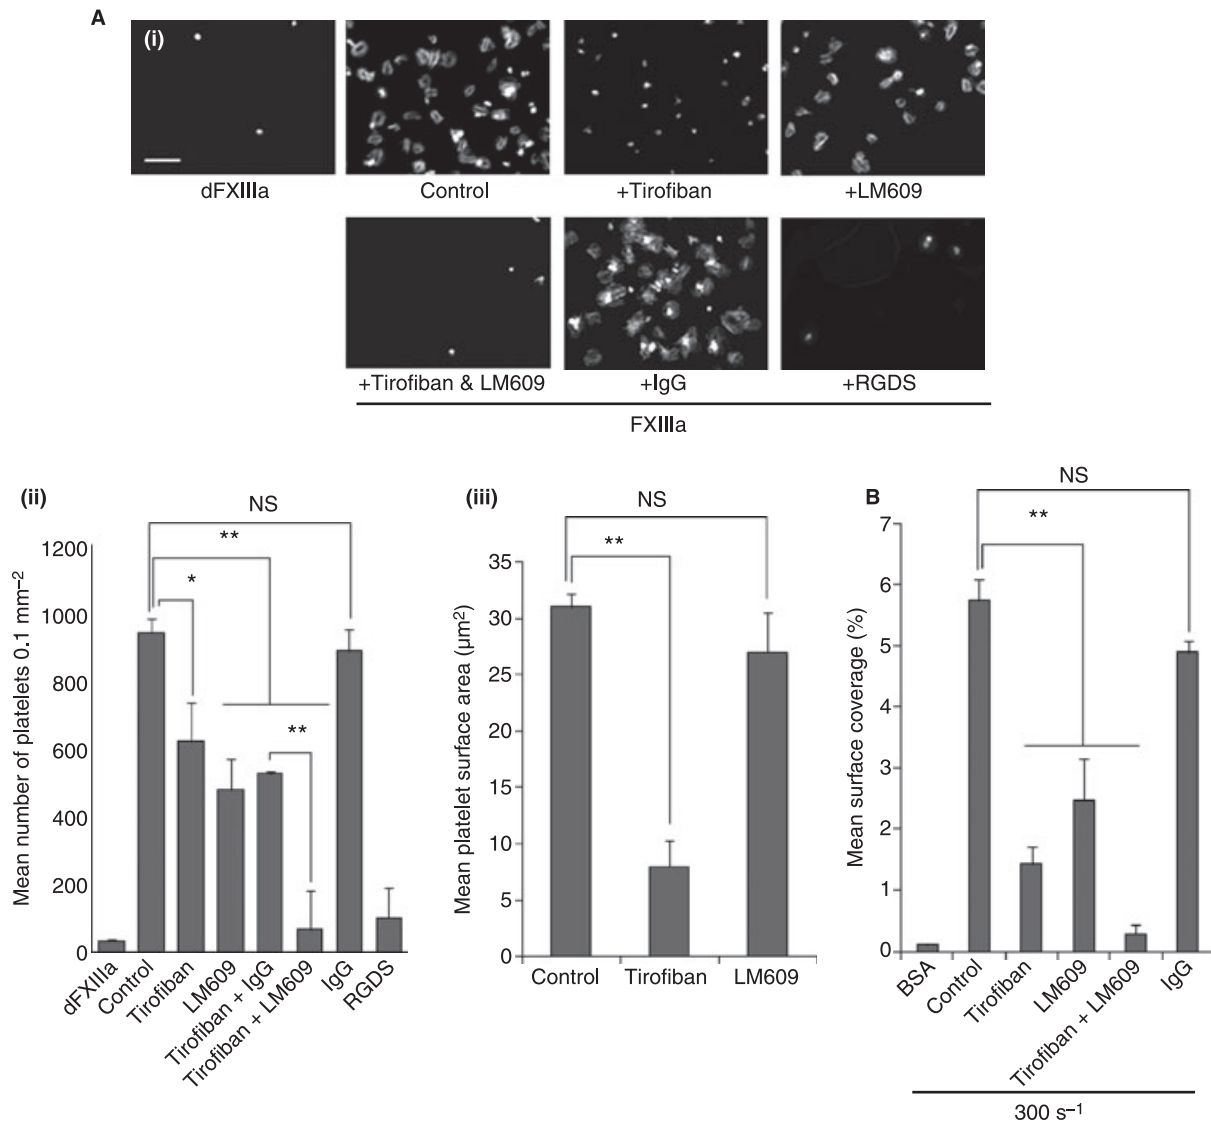 A
(i)
dFXIIIa
Control
+Tirofiban
+LM609
+Tirofiban & LM609
+IgG
+RGDS
FXIIIa
(ii)
NS
**
*
**
Mean number of platelets 0.1 mm–2
1200
1000
800
600
400
200
0
dFXIIIa
Control
Tirofiban
LM609
Tirofiban + IgG
Tirofiban + LM609
IgG
RGDS
(iii)
NS
**
Mean platelet surface area (µm2)
35
30
25
20
15
10
5
0
Control
Tirofiban
LM609
B
NS
**
Mean surface coverage (%)
7
6
5
4
3
2
1
0
BSA
Control
Tirofiban
LM609
Tirofiban + LM609
IgG
300 s–1